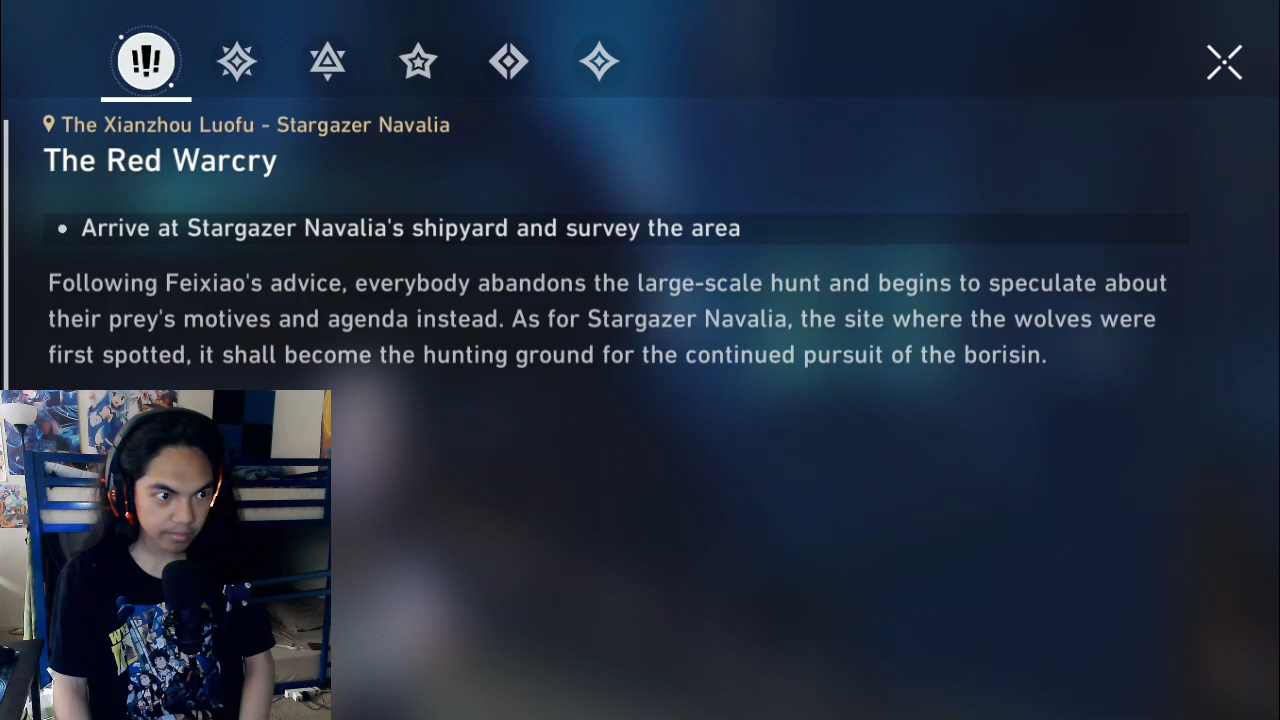 The Xianzhou Luofu - Stargazer Navalia
The Red Warcry
Arrive at Stargazer Navalia's shipyard and survey the area
Following Feixiao's advice, everybody abandons the large-scale hunt and begins to speculate about
their prey's motives and agenda instead. As for Stargazer Navalia, the site where the wolves were
first spotted, it shall become the hunting ground for the continued pursuit of the borisin.